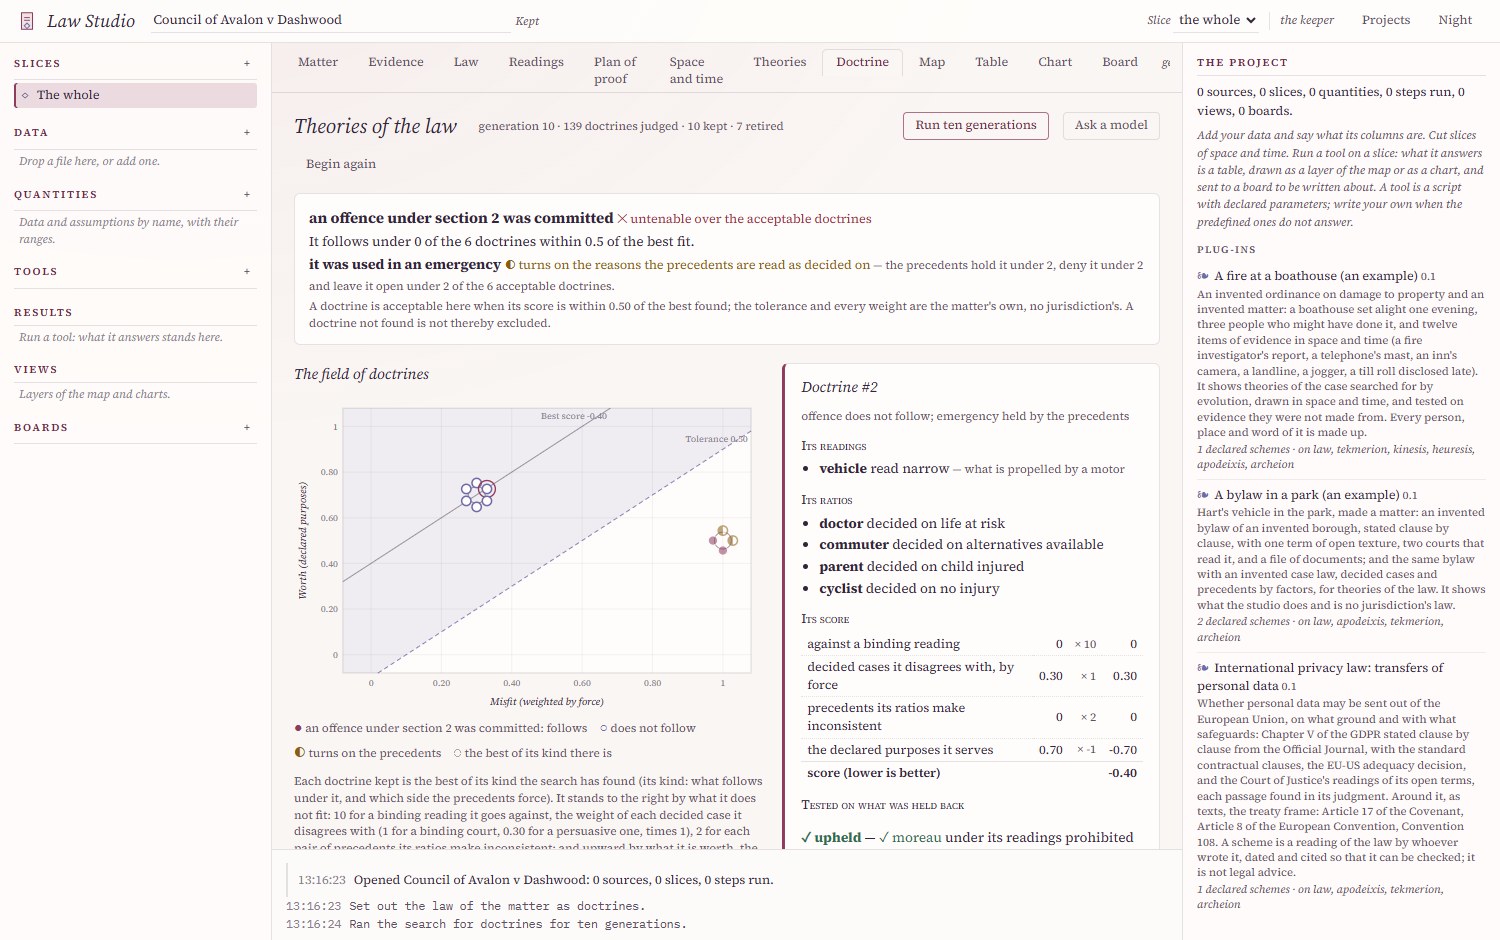 Law Studio
Council of Avalon v Dashwood
Kept
Slice the whole
the keeper
Projects
Night
SLICES +
The whole
DATA +
Drop a file here, or add one.
QUANTITIES +
Data and assumptions by name, with their
ranges.
TOOLS +
RESULTS
Run a tool: what it answers stands here.
VIEWS
Layers of the map and charts.
BOARDS +
Matter
Evidence
Law
Readings
Plan of
proof
Space
and time
Theories
Doctrine
Map
Table
Chart
Board
Theories of the law
generation 10 · 139 doctrines judged · 10 kept · 7 retired
Run ten generations
Ask a model
Begin again
an offence under section 2 was committed × untenable over the acceptable doctrines
It follows under 0 of the 6 doctrines within 0.5 of the best fit.
it was used in an emergency ◐ turns on the reasons the precedents are read as decided on — the precedents hold it under 2, deny it under 2
and leave it open under 2 of the 6 acceptable doctrines.
A doctrine is acceptable here when its score is within 0.50 of the best found; the tolerance and every weight are the matter's own, no jurisdiction's. A
doctrine not found is not thereby excluded.
The field of doctrines
Best score -0.40
Tolerance 0.50
1
0.80
0.60
0.40
0.20
0
Worth (declared purposes)
0
0.20
0.40
0.60
0.80
1
Misfit (weighted by force)
● an offence under section 2 was committed: follows ○ does not follow
◐ turns on the precedents ◌ the best of its kind there is
Each doctrine kept is the best of its kind the search has found (its kind: what follows
under it, and which side the precedents force). It stands to the right by what it does
not fit: 10 for a binding reading it goes against, the weight of each decided case it
disagrees with (1 for a binding court, 0.30 for a persuasive one, times 1), 2 for each
pair of precedents its ratios make inconsistent; and upward by what it is worth, the
Doctrine #2
offence does not follow; emergency held by the precedents
ITS READINGS
• vehicle read narrow — what is propelled by a motor
ITS RATIOS
• doctor decided on life at risk
• commuter decided on alternatives available
• parent decided on child injured
• cyclist decided on no injury
ITS SCORE
against a binding reading 0 × 10 0
decided cases it disagrees with, by
force 0.30 × 1 0.30
precedents its ratios make
inconsistent 0 × 2 0
the declared purposes it serves 0.70 × -1 -0.70
score (lower is better) -0.40
TESTED ON WHAT WAS HELD BACK
✓ upheld — ✓ moreau under its readings prohibited
13:16:23 Opened Council of Avalon v Dashwood: 0 sources, 0 slices, 0 steps run.
13:16:23 Set out the law of the matter as doctrines.
13:16:24 Ran the search for doctrines for ten generations.
THE PROJECT
0 sources, 0 slices, 0 quantities, 0 steps run, 0
views, 0 boards.
Add your data and say what its columns are. Cut slices
of space and time. Run a tool on a slice: what it answers
is a table, drawn as a layer of the map or as a chart, and
sent to a board to be written about. A tool is a script
with declared parameters; write your own when the
predefined ones do not answer.
PLUG-INS
A fire at a boathouse (an example) 0.1
An invented ordinance on damage to property and an
invented matter: a boathouse set alight one evening,
three people who might have done it, and twelve
items of evidence in space and time (a fire
investigator's report, a telephone's mast, an inn's
camera, a landline, a jogger, a till roll disclosed late).
It shows theories of the case searched for by
evolution, drawn in space and time, and tested on
evidence they were not made from. Every person,
place and word of it is made up.
1 declared schemes · on law, tekmerion, kinesis, heuresis,
apodeixis, archeion
A bylaw in a park (an example) 0.1
Hart's vehicle in the park, made a matter: an invented
bylaw of an invented borough, stated clause by
clause, with one term of open texture, two courts that
read it, and a file of documents; and the same bylaw
with an invented case law, decided cases and
precedents by factors, for theories of the law. It shows
what the studio does and is no jurisdiction's law.
2 declared schemes · on law, apodeixis, tekmerion,
archeion
International privacy law: transfers of
personal data 0.1
Whether personal data may be sent out of the
European Union, on what ground and with what
safeguards: Chapter V of the GDPR stated clause by
clause from the Official Journal, with the standard
contractual clauses, the EU-US adequacy decision,
and the Court of Justice's readings of its open terms,
each passage found in its judgment. Around it, as
texts, the treaty frame: Article 17 of the Covenant,
Article 8 of the European Convention, Convention
108. A scheme is a reading of the law by whoever
wrote it, dated and cited so that it can be checked; it
is not legal advice.
1 declared schemes · on law, apodeixis, tekmerion,
archeion